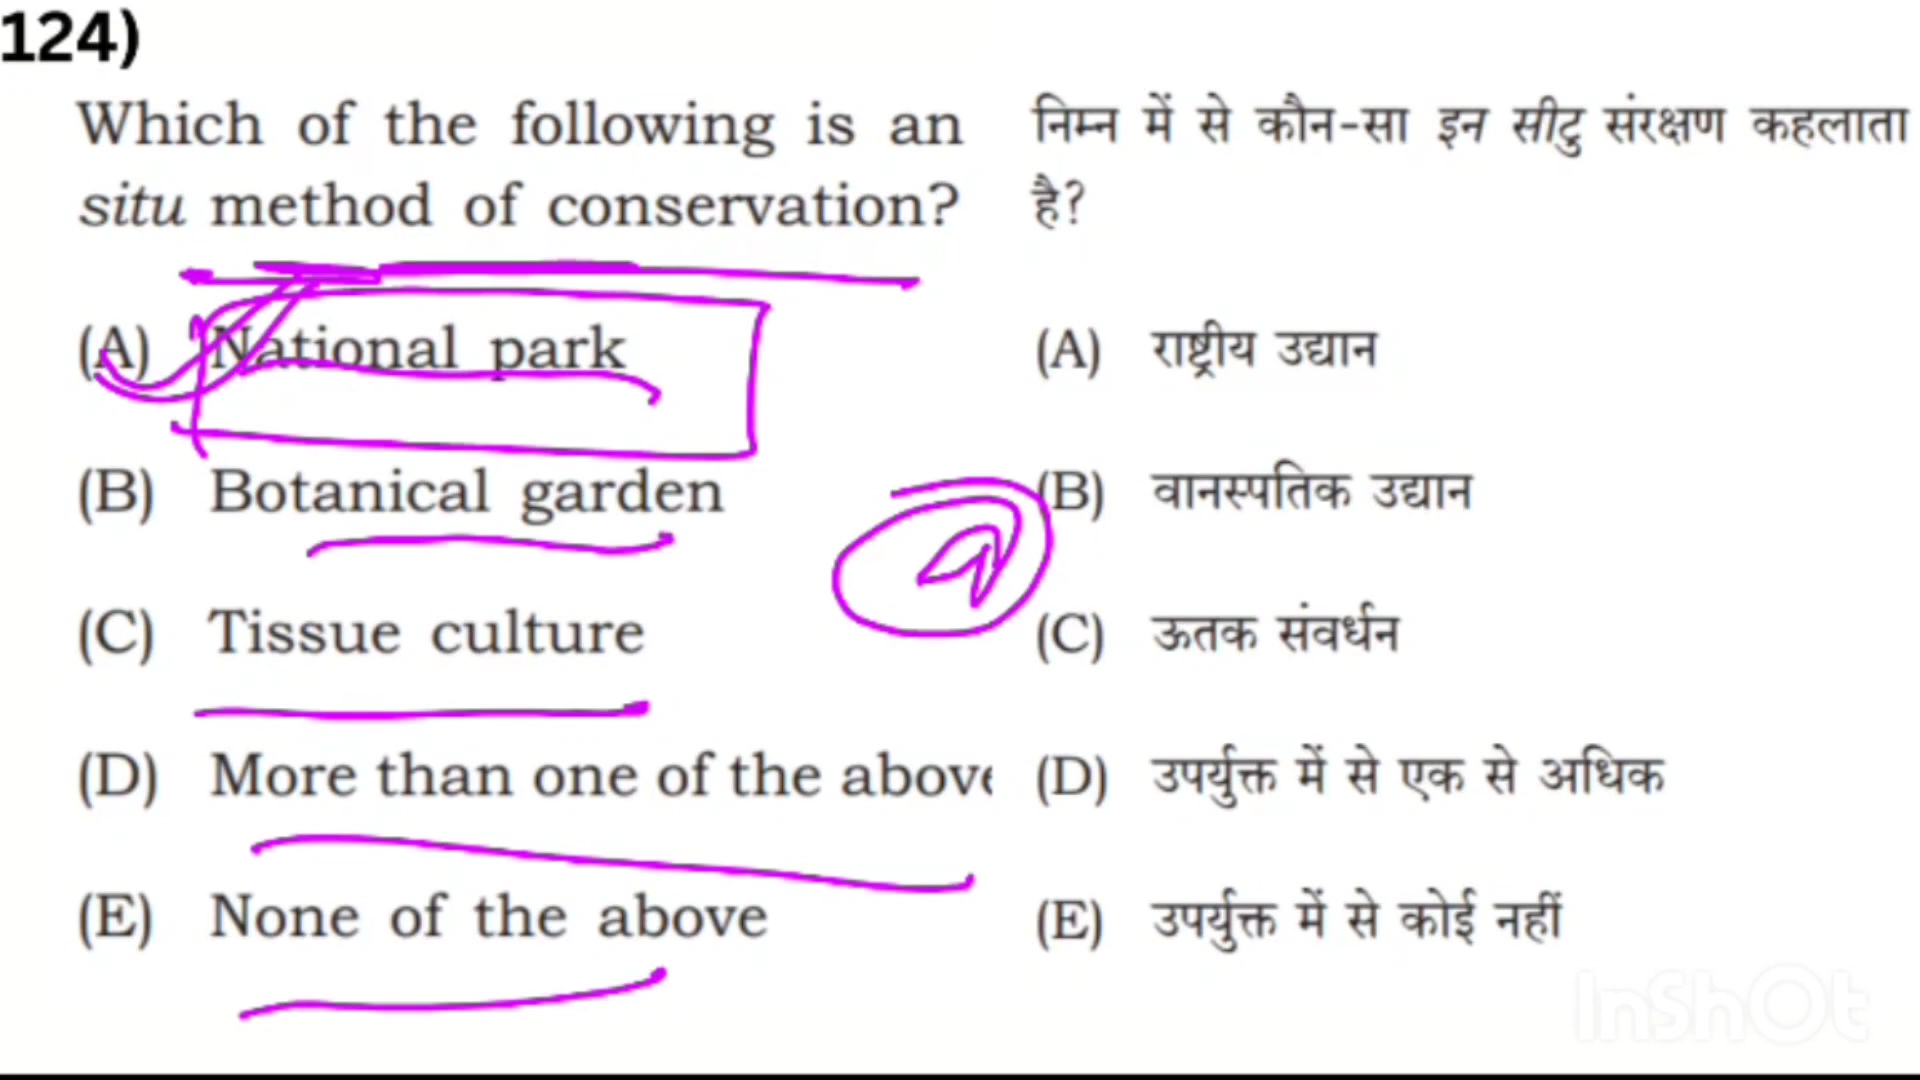 124)
Which of the following is an
situ method of conservation?
(A) National park
(B) Botanical garden
(C) Tissue culture
(D) More than one of the above
(E) None of the above
a
निम्न में से कौन-सा इन सीटु संरक्षण कहलाता
है?
(A) राष्ट्रीय उद्यान
(B) वानस्पतिक उद्यान
(C) ऊतक संवर्धन
(D) उपर्युक्त में से एक से अधिक
(E) उपर्युक्त में से कोई नहीं
InShOt